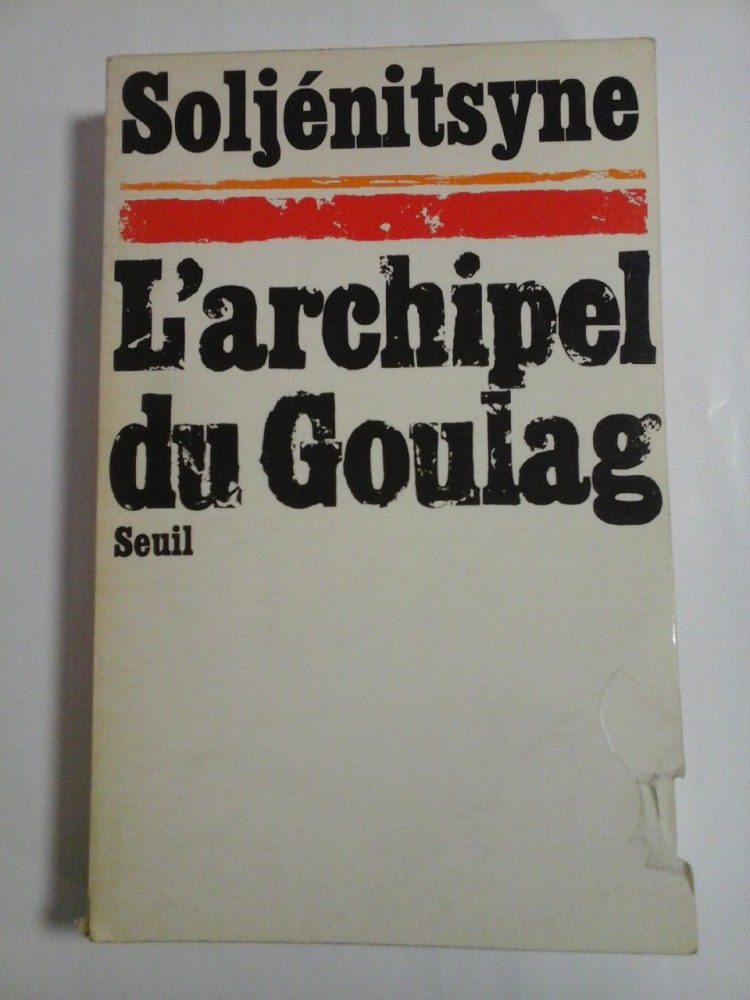 Soljénitsyne
L'archipel
du Goulag
Seuil